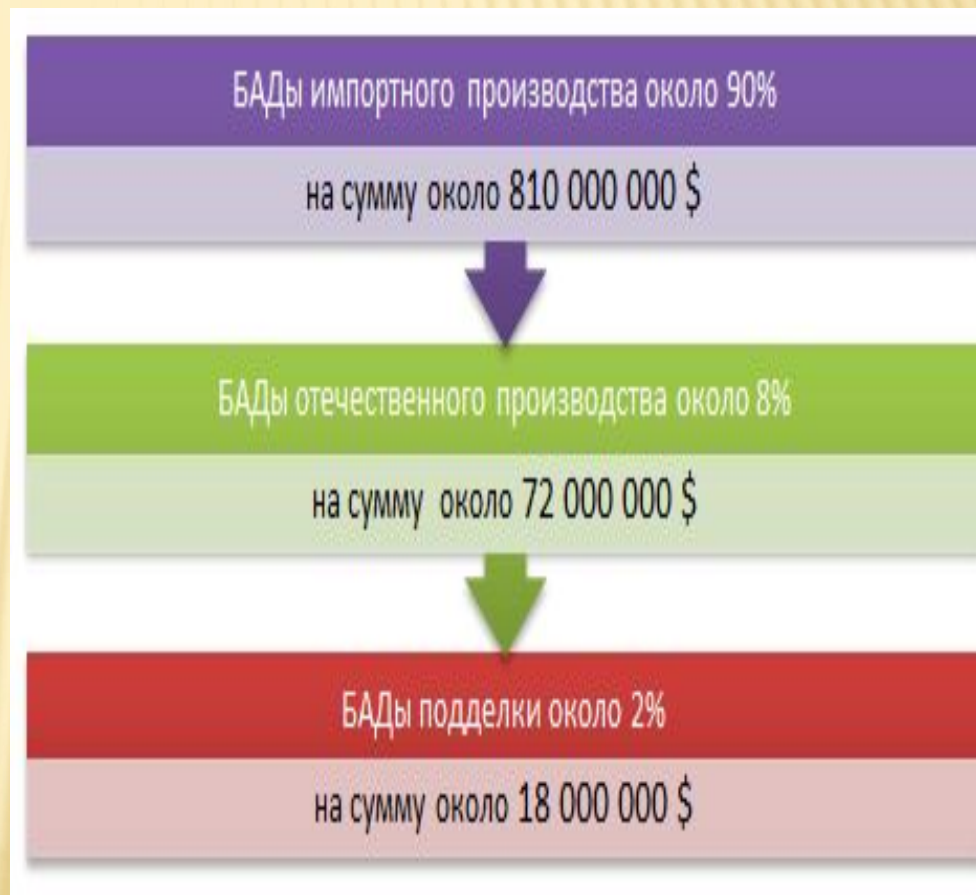 БАДы импортного производства около 90%
на сумму около 810 000 000 $
БАДы отечественного производства около 8%
на сумму около 72 000 000 $
БАДы подделки около 2%
на сумму около 18 000 000 $